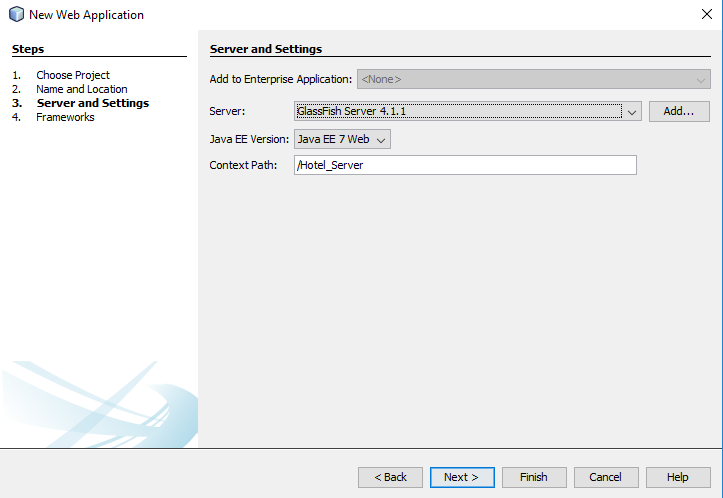 New Web Application
Steps
1. Choose Project
2. Name and Location
3. Server and Settings
4. Frameworks
Server and Settings
Add to Enterprise Application: <None>
Server: GlassFish Server 4.1.1 Add...
Java EE Version: Java EE 7 Web
Context Path: /Hotel_Server
< Back Next > Finish Cancel Help